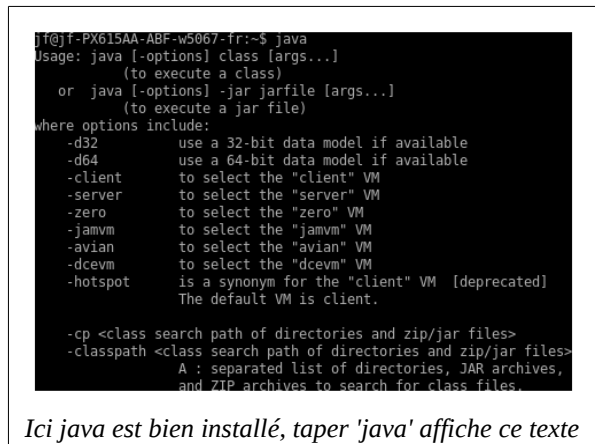 jf@jf-PX615AA-ABF-w5067-fr:~$ java
Usage: java [-options] class [args...]
(to execute a class)
or java [-options] -jar jarfile [args...]
(to execute a jar file)
where options include:
-d32 use a 32-bit data model if available
-d64 use a 64-bit data model if available
-client to select the "client" VM
-server to select the "server" VM
-zero to select the "zero" VM
-jamvm to select the "jamvm" VM
-avian to select the "avian" VM
-dcevm to select the "dcevm" VM
-hotspot is a synonym for the "client" VM [deprecated]
The default VM is client.
-cp <class search path of directories and zip/jar files>
-classpath <class search path of directories and zip/jar files>
A : separated list of directories, JAR archives,
and ZIP archives to search for class files.
Ici java est bien installé, taper 'java' affiche ce texte